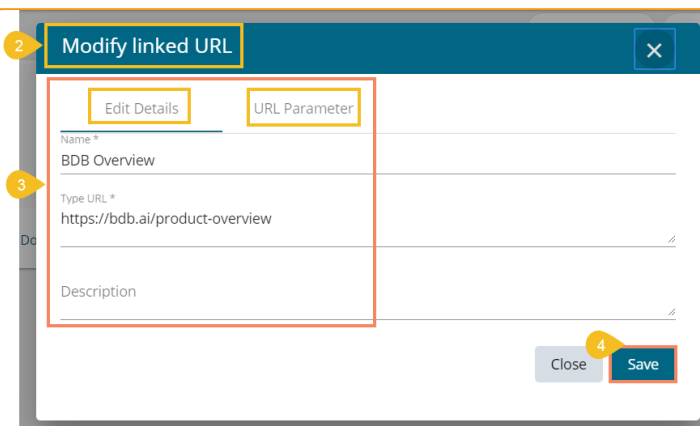 2
Modify linked URL
×
Edit Details
URL Parameter
Name *
BDB Overview
3
Type URL *
https://bdb.ai/product-overview
Do
Description
4
Close
Save